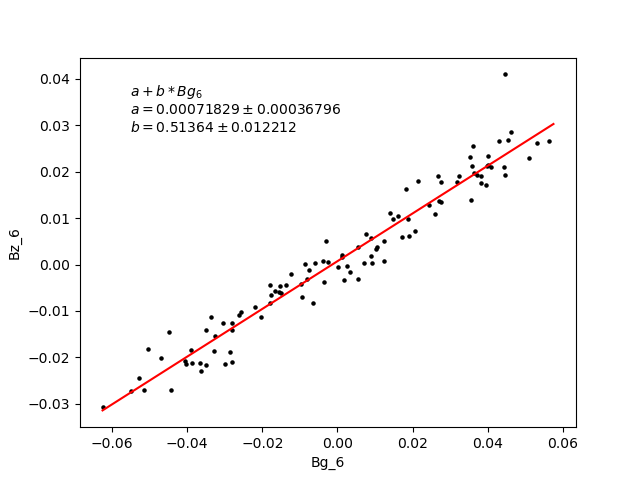 0.04
0.03
0.02
0.01
0.00
−0.01
−0.02
−0.03
Bz_6
a + b * Bg₆
a = 0.00071829 ± 0.00036796
b = 0.51364 ± 0.012212
−0.06 −0.04 −0.02 0.00 0.02 0.04 0.06
Bg_6